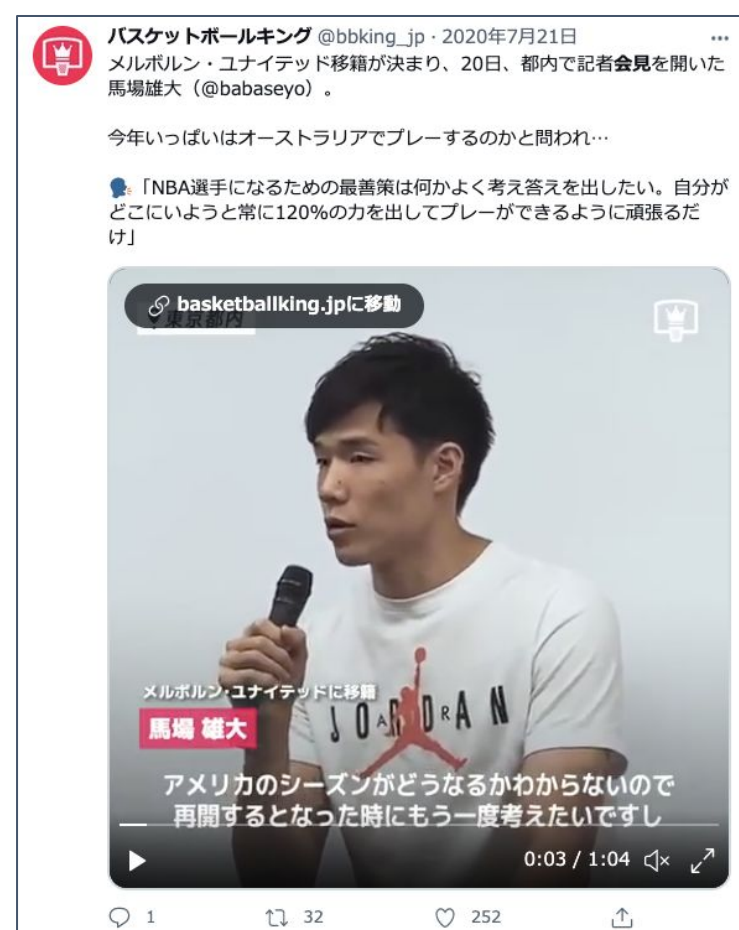 バスケットボールキング @bbking_jp · 2020年7月21日
メルボルン・ユナイテッド移籍が決まり、20日、都内で記者会見を開いた
馬場雄大（@babaseyo）。
今年いっぱいはオーストラリアでプレーするのかと問われ…
「NBA選手になるための最善策は何かよく考え答えを出したい。自分が
どこにいようと常に120%の力を出してプレーができるように頑張るだ
け」
basketballking.jpに移動
東京都内
JORDAN
メルボルン・ユナイテッドに移籍
馬場 雄大
アメリカのシーズンがどうなるかわからないので
再開するとなった時にもう一度考えたいですし
0:03 / 1:04
1 32 252